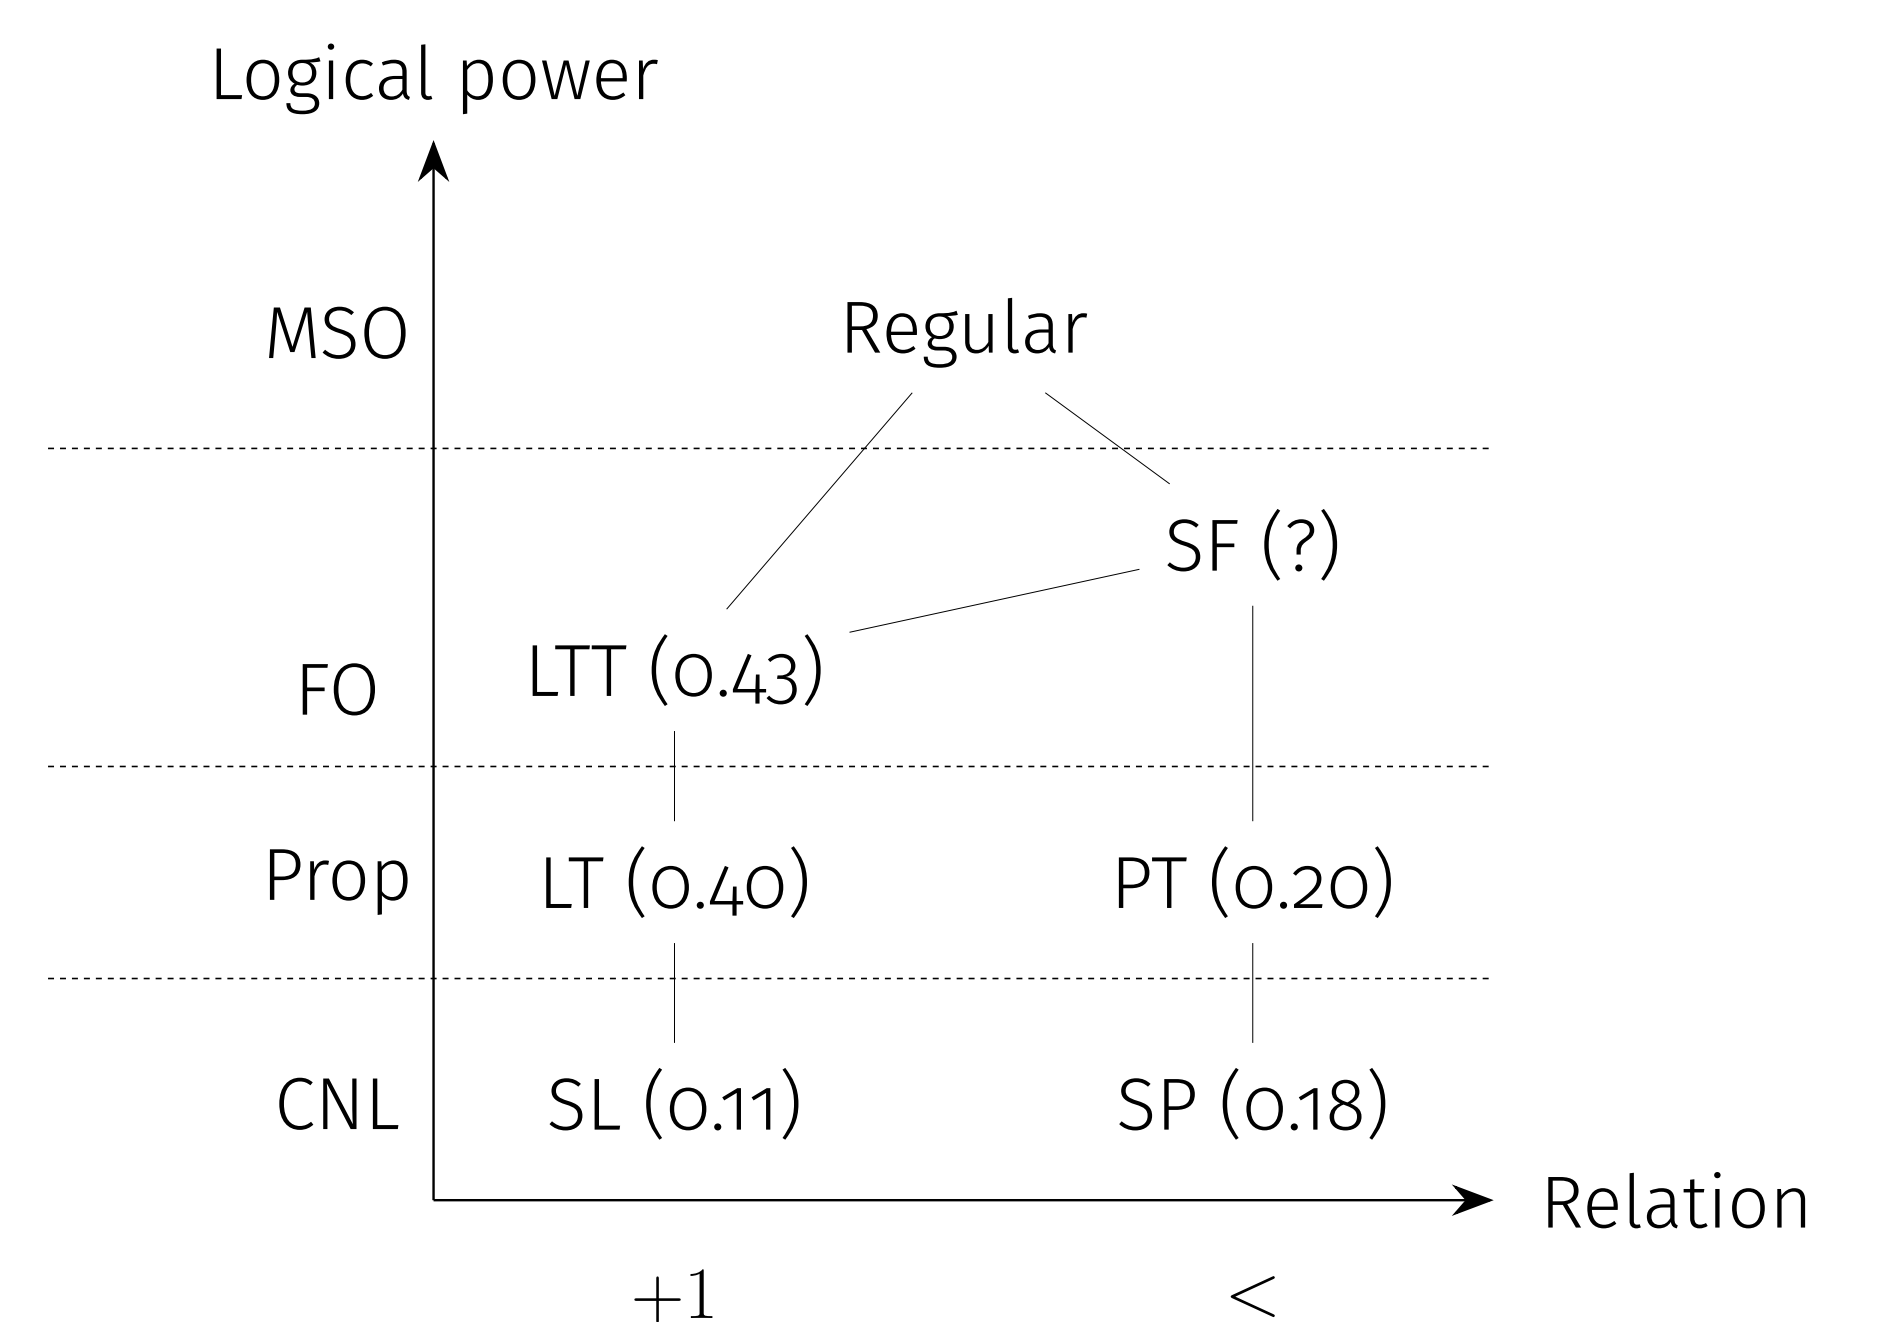 Logical power
MSO
Regular
SF (?)
LTT (0.43)
FO
Prop
LT (0.40)
PT (0.20)
CNL
SL (0.11)
SP (0.18)
Relation
+1
<